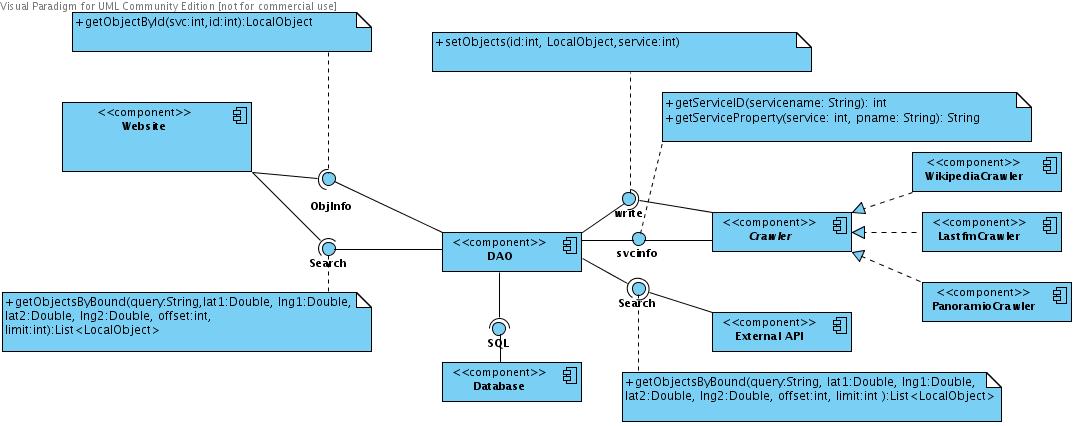 Visual Paradigm for UML Community Edition [not for commercial use]
+getObjectById(svc:int,id:int):LocalObject
+setObjects(id:int, LocalObject,service:int)
+getServiceID(servicename: String): int
+getServiceProperty(service: int, pname: String): String
<<component>>
Website
<<component>>
WikipediaCrawler
ObjInfo
write
<<component>>
Crawler
<<component>>
LastfmCrawler
<<component>>
DAO
svcinfo
Search
<<component>>
PanoramioCrawler
Search
+getObjectsByBound(query:String,lat1:Double, lng1:Double,
lat2:Double, lng2:Double, offset:int,
limit:int):List<LocalObject>
<<component>>
External API
SQL
<<component>>
Database
+getObjectsByBound(query:String, lat1:Double, lng1:Double,
lat2:Double, lng2:Double, offset:int, limit:int ):List<LocalObject>